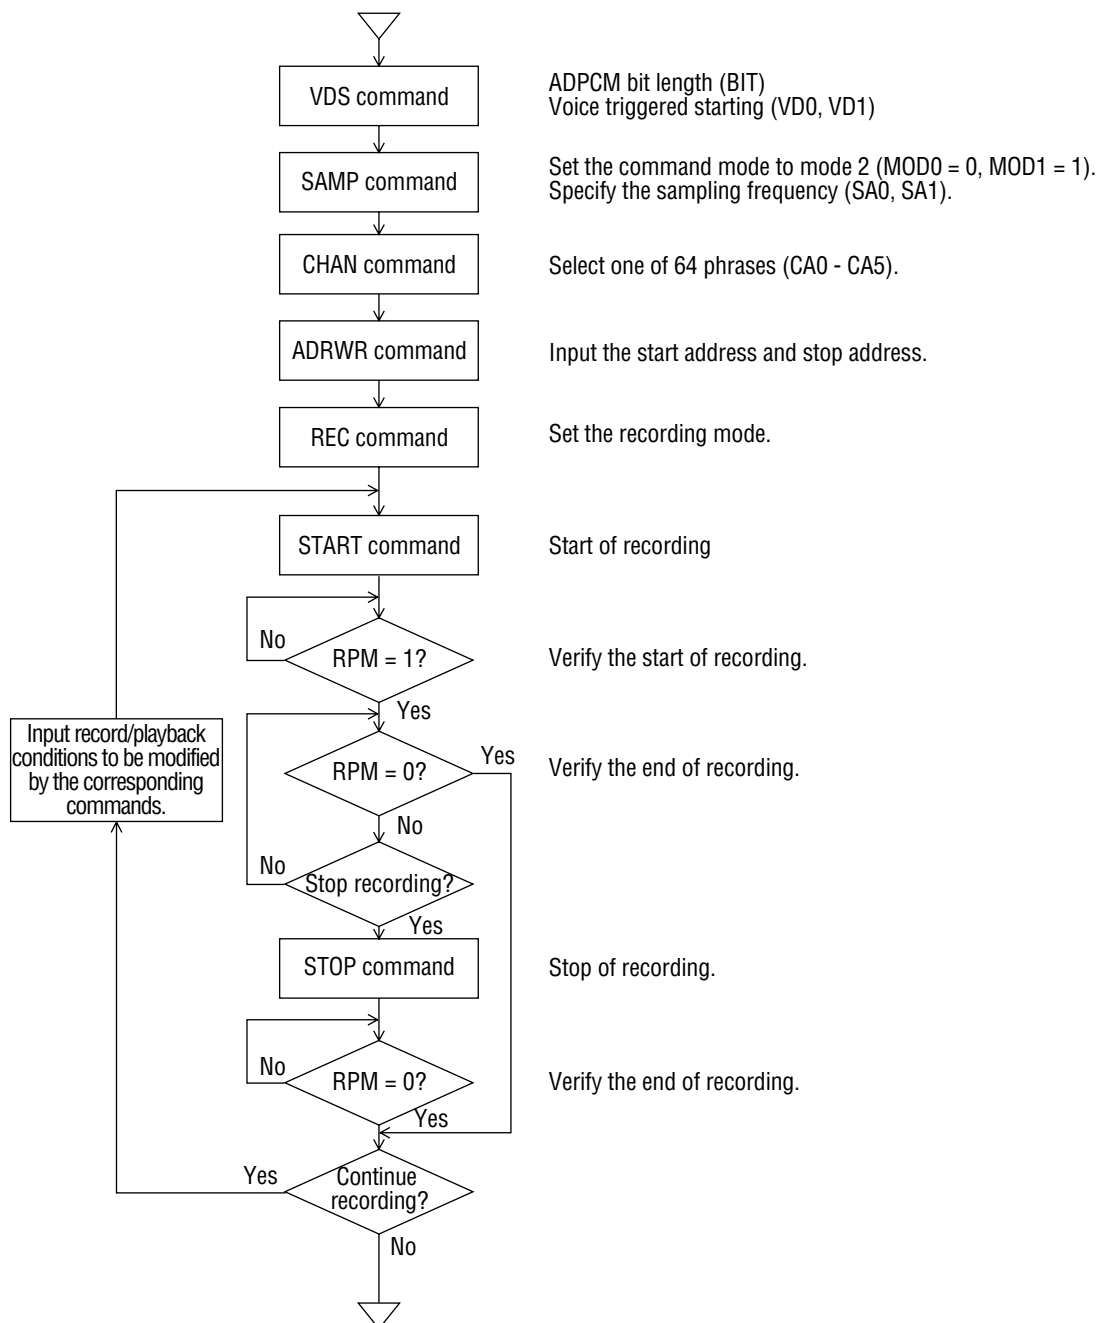 VDS command
ADPCM bit length (BIT)
Voice triggered starting (VD0, VD1)
SAMP command
Set the command mode to mode 2 (MOD0 = 0, MOD1 = 1).
Specify the sampling frequency (SA0, SA1).
CHAN command
Select one of 64 phrases (CA0 - CA5).
ADRWR command
Input the start address and stop address.
REC command
Set the recording mode.
START command
Start of recording
No
RPM = 1?
Verify the start of recording.
Yes
Input record/playback
conditions to be modified
by the corresponding
commands.
RPM = 0?
Yes
Verify the end of recording.
No
No
Stop recording?
Yes
STOP command
Stop of recording.
No
RPM = 0?
Verify the end of recording.
Yes
Yes
Continue
recording?
No